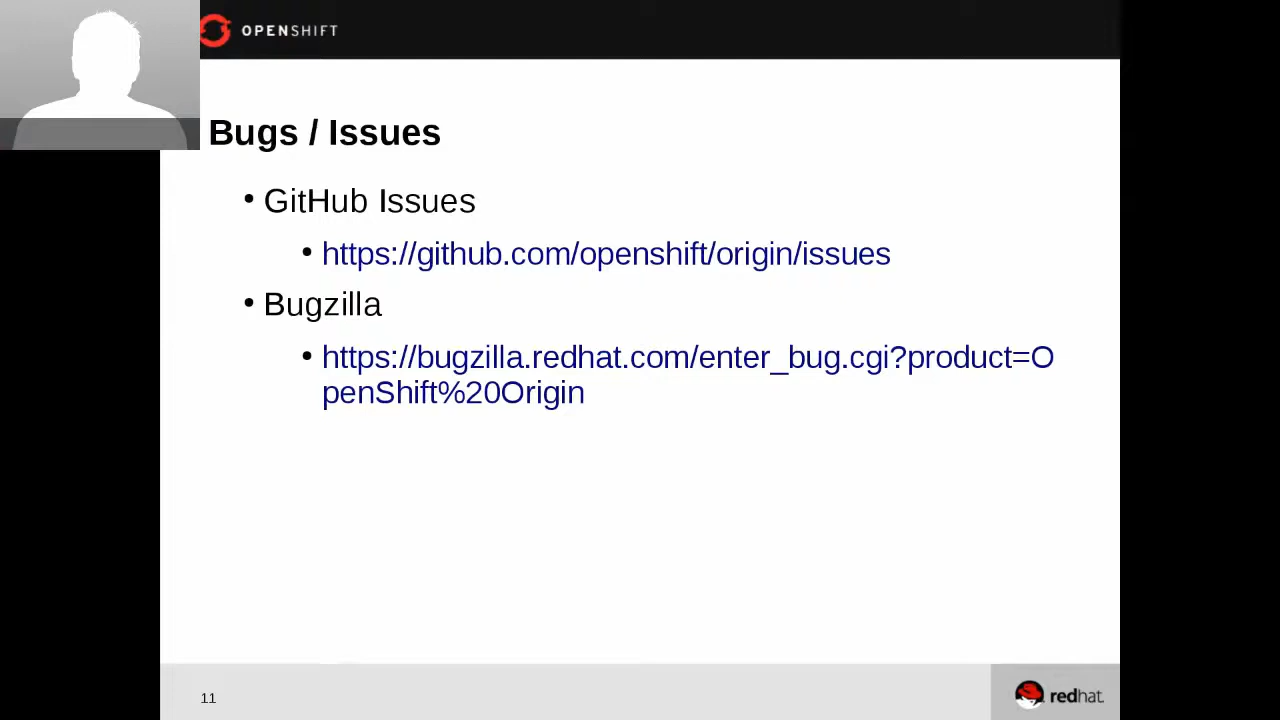 OPENSHIFT
Bugs / Issues
• GitHub Issues
• https://github.com/openshift/origin/issues
• Bugzilla
• https://bugzilla.redhat.com/enter_bug.cgi?product=O
penShift%20Origin
11
redhat.